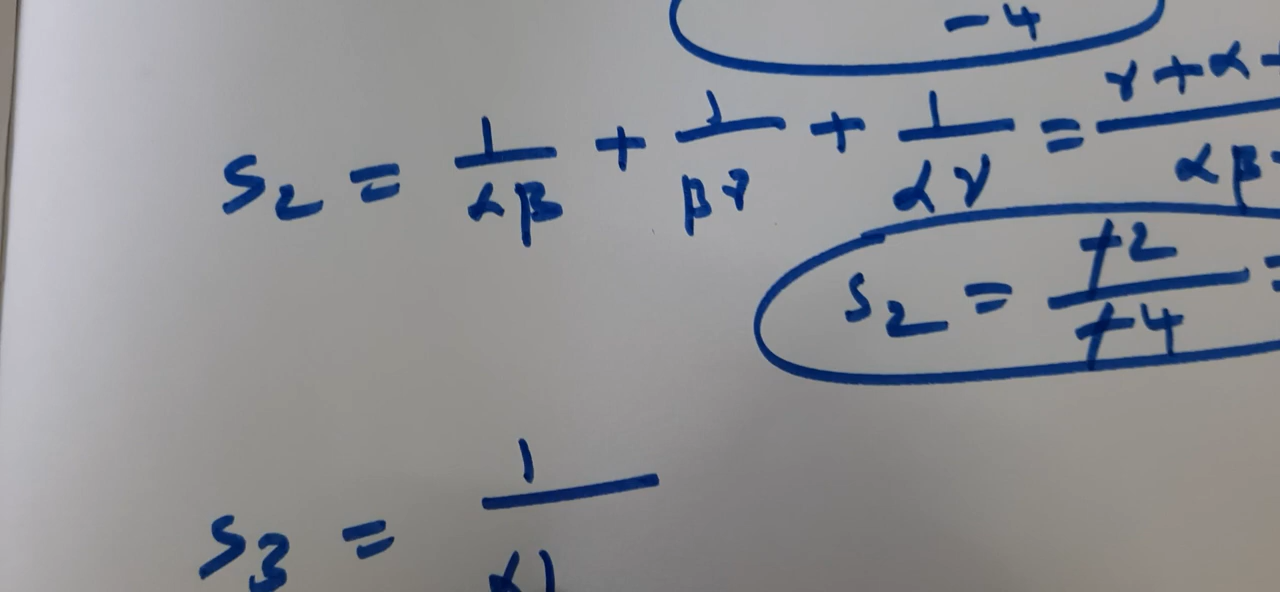 -4
S₂ = 1/αβ + 1/βγ + 1/αγ = γ+α+/αβ
S₂ = +2/+4 =
S₃ = 1/α